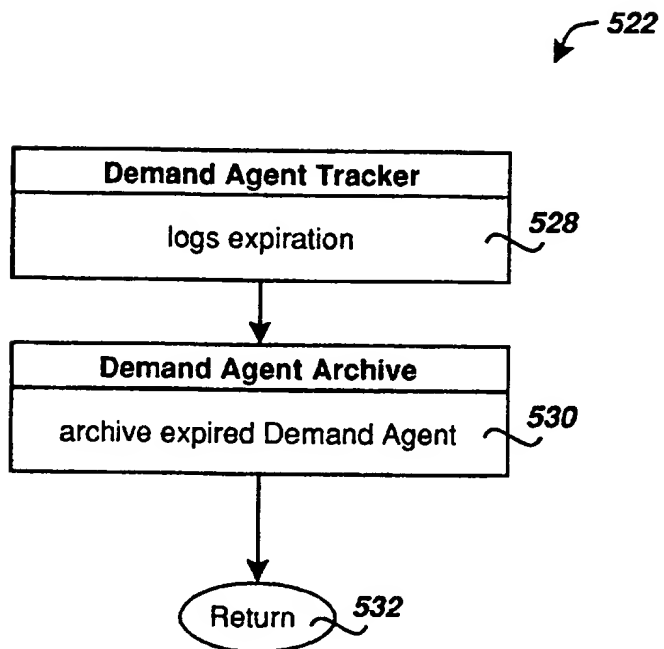 522
Demand Agent Tracker
logs expiration
528
Demand Agent Archive
archive expired Demand Agent
530
Return
532